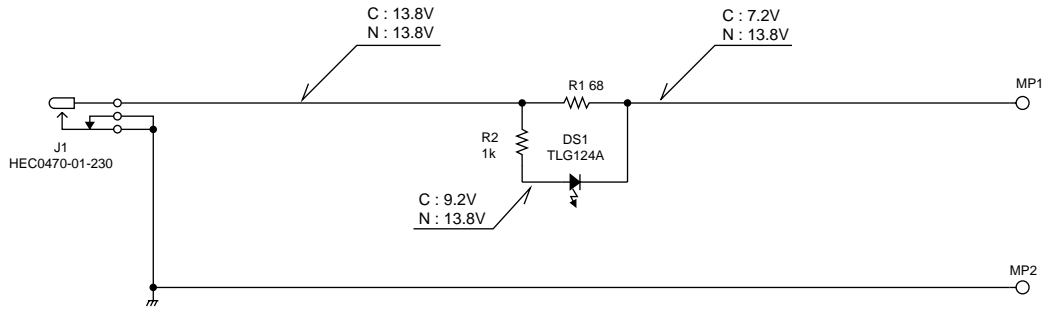 C : 13.8V
N : 13.8V
C : 7.2V
N : 13.8V
R1 68
MP1
J1
HEC0470-01-230
R2
1k
DS1
TLG124A
C : 9.2V
N : 13.8V
MP2